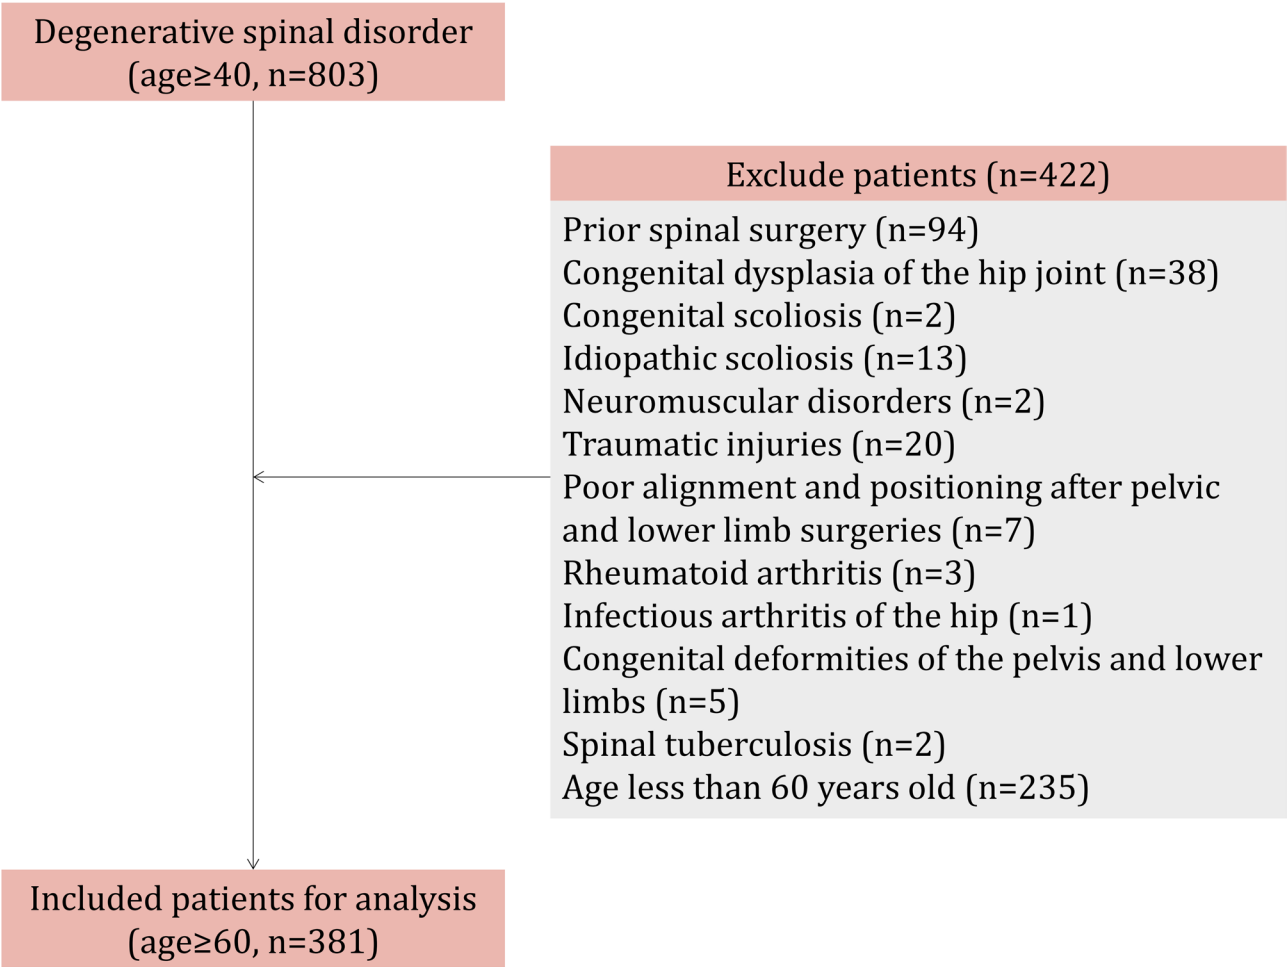 Degenerative spinal disorder
(age≥40, n=803)
Exclude patients (n=422)
Prior spinal surgery (n=94)
Congenital dysplasia of the hip joint (n=38)
Congenital scoliosis (n=2)
Idiopathic scoliosis (n=13)
Neuromuscular disorders (n=2)
Traumatic injuries (n=20)
Poor alignment and positioning after pelvic
and lower limb surgeries (n=7)
Rheumatoid arthritis (n=3)
Infectious arthritis of the hip (n=1)
Congenital deformities of the pelvis and lower
limbs (n=5)
Spinal tuberculosis (n=2)
Age less than 60 years old (n=235)
Included patients for analysis
(age≥60, n=381)